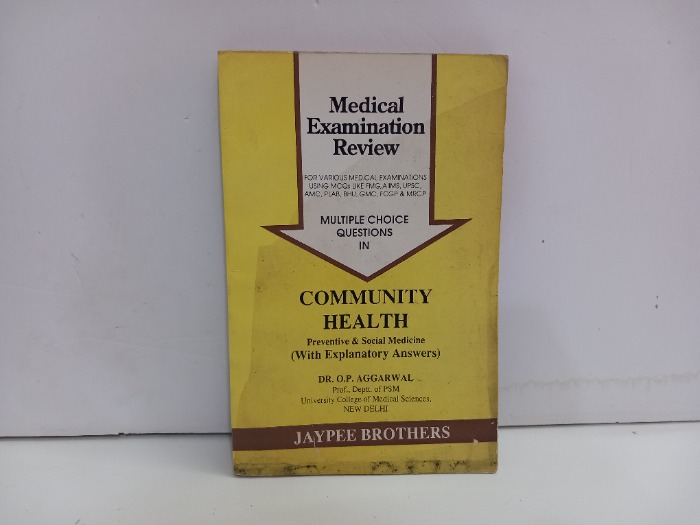 Medical
Examination
Review
FOR VARIOUS MEDICAL EXAMINATIONS
USING MCQs LIKE FMG, AIIMS, UPSC,
AMC, PLAB, BHU, GMC, FCGP & MRCP
MULTIPLE CHOICE
QUESTIONS
IN
COMMUNITY
HEALTH
Preventive & Social Medicine
(With Explanatory Answers)
DR. O.P. AGGARWAL
Prof., Deptt. of PSM
University College of Medical Sciences,
NEW DELHI
JAYPEE BROTHERS